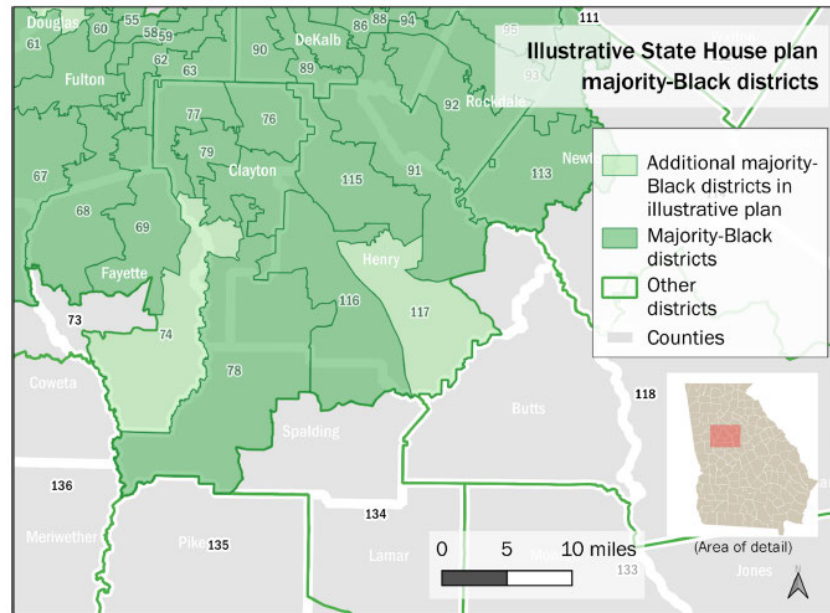 Illustrative State House plan
majority-Black districts
Additional majority-
Black districts in
illustrative plan
Majority-Black
districts
Other
districts
Counties
Douglas
60
55
61
58
59
62
Fulton
63
90
DeKalb
89
86
88
94
95
93
111
92
Rockdale
77
76
79
Clayton
91
115
113
67
68
69
Fayette
Henry
73
74
116
117
78
Coweta
Spalding
Butts
118
136
134
Meriwether
Pike
135
Lamar
133
Jones
0 5 10 miles
(Area of detail)
N